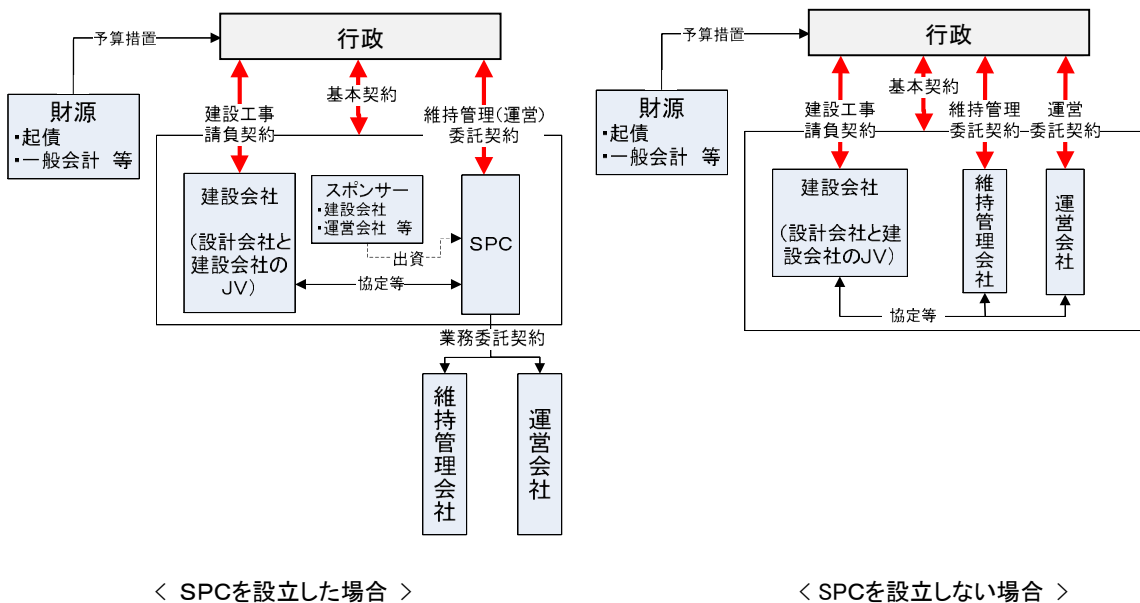 行政
予算措置
財源
・起債
・一般会計 等
建設工事
請負契約
基本契約
維持管理(運営)
委託契約
建設会社
(設計会社と
建設会社の
JV)
スポンサー
・建設会社
・運営会社 等
出資
SPC
協定等
業務委託契約
維持管理会社
運営会社
< SPCを設立した場合 >
行政
予算措置
財源
・起債
・一般会計 等
建設工事
請負契約
基本契約
維持管理
委託契約
運営
委託契約
建設会社
(設計会社と建
設会社のJV)
維持管理会社
運営会社
協定等
< SPCを設立しない場合 >